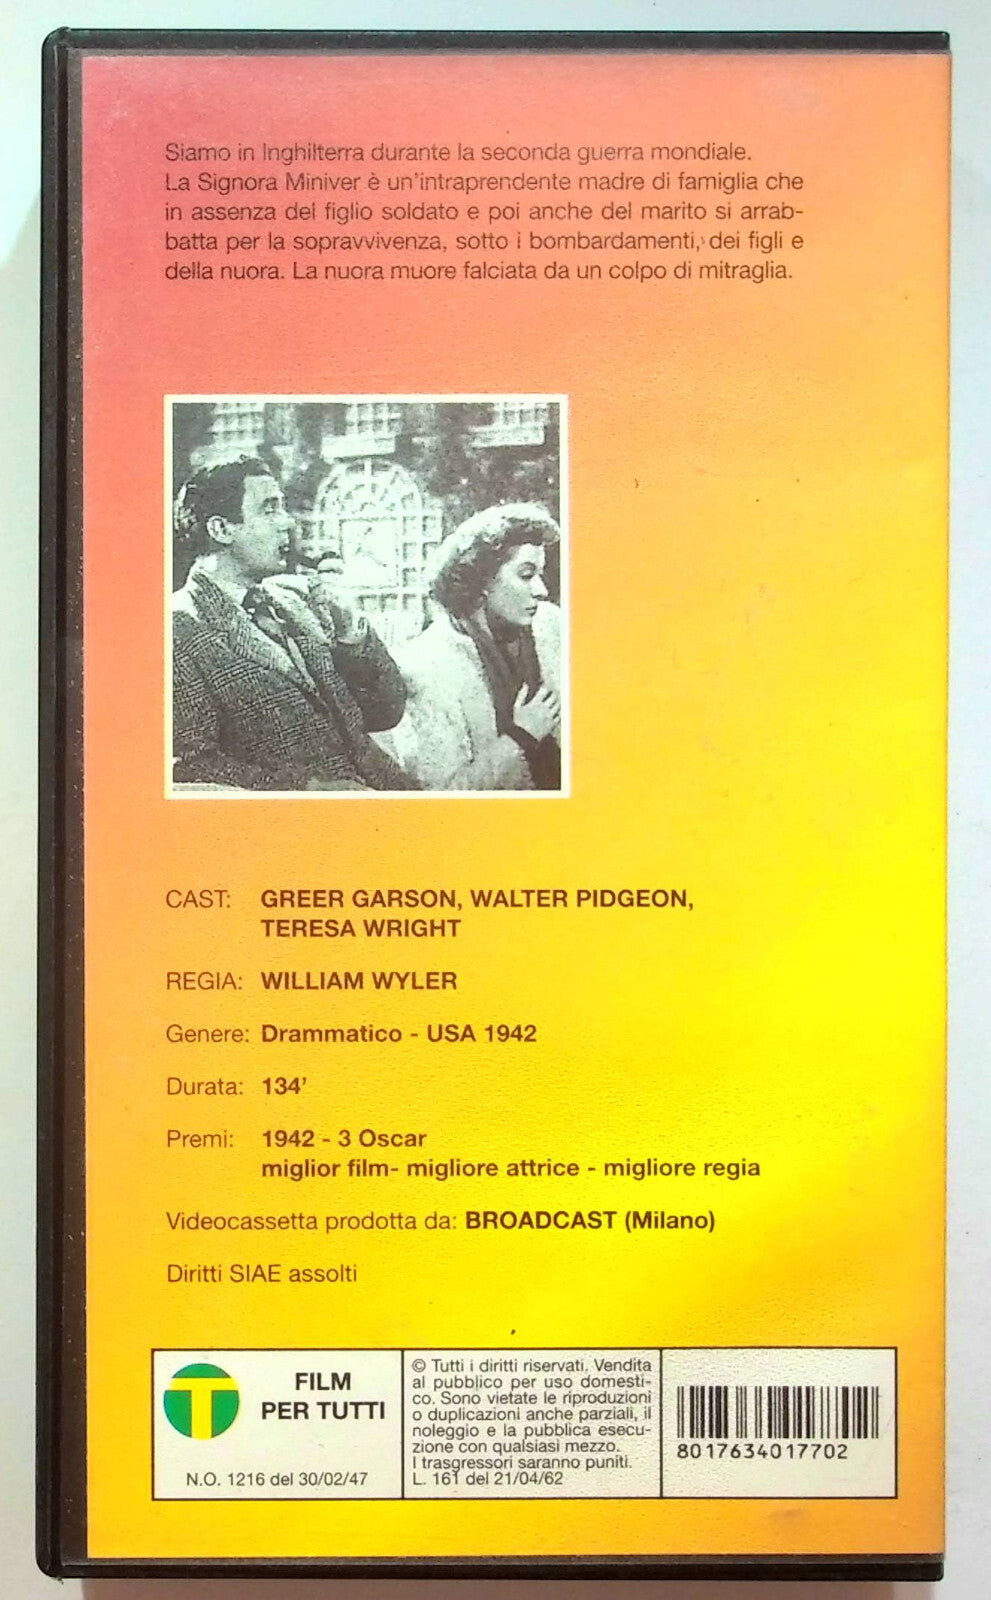 Siamo in Inghilterra durante la seconda guerra mondiale.
La Signora Miniver è un'intraprendente madre di famiglia che
in assenza del figlio soldato e poi anche del marito si arrab-
batta per la sopravvivenza, sotto i bombardamenti, dei figli e
della nuora. La nuora muore falciata da un colpo di mitraglia.
CAST: GREER GARSON, WALTER PIDGEON,
TERESA WRIGHT
REGIA: WILLIAM WYLER
Genere: Drammatico - USA 1942
Durata: 134'
Premi: 1942 - 3 Oscar
miglior film- migliore attrice - migliore regia
Videocassetta prodotta da: BROADCAST (Milano)
Diritti SIAE assolti
T
FILM
PER TUTTI
N.O. 1216 del 30/02/47
© Tutti i diritti riservati. Vendita
al pubblico per uso domesti-
co. Sono vietate le riproduzioni
o duplicazioni anche parziali, il
noleggio e la pubblica esecu-
zione con qualsiasi mezzo.
I trasgressori saranno puniti.
L. 161 del 21/04/62
8017634017702